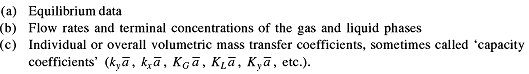 (a) Equilibrium data
(b) Flow rates and terminal concentrations of the gas and liquid phases
(c) Individual or overall volumetric mass transfer coefficients, sometimes called ‘capacity
coefficients’ (k_y a̅, k_x a̅, K_G a̅, K_L a̅, K_y a̅, etc.).